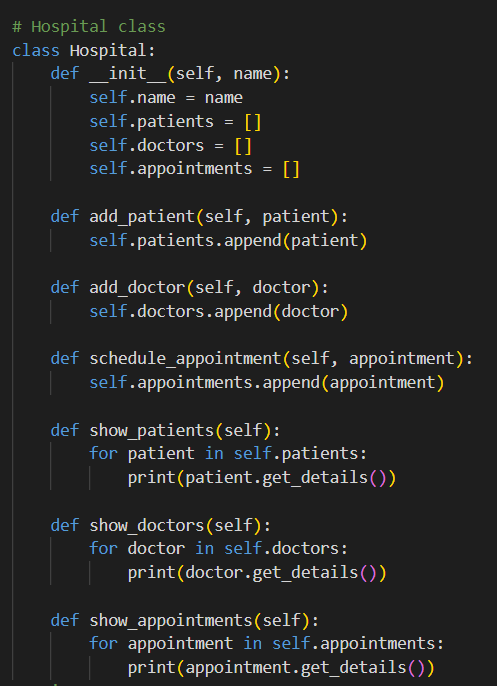 # Hospital class
class Hospital:
    def __init__(self, name):
        self.name = name
        self.patients = []
        self.doctors = []
        self.appointments = []

    def add_patient(self, patient):
        self.patients.append(patient)

    def add_doctor(self, doctor):
        self.doctors.append(doctor)

    def schedule_appointment(self, appointment):
        self.appointments.append(appointment)

    def show_patients(self):
        for patient in self.patients:
            print(patient.get_details())

    def show_doctors(self):
        for doctor in self.doctors:
            print(doctor.get_details())

    def show_appointments(self):
        for appointment in self.appointments:
            print(appointment.get_details())